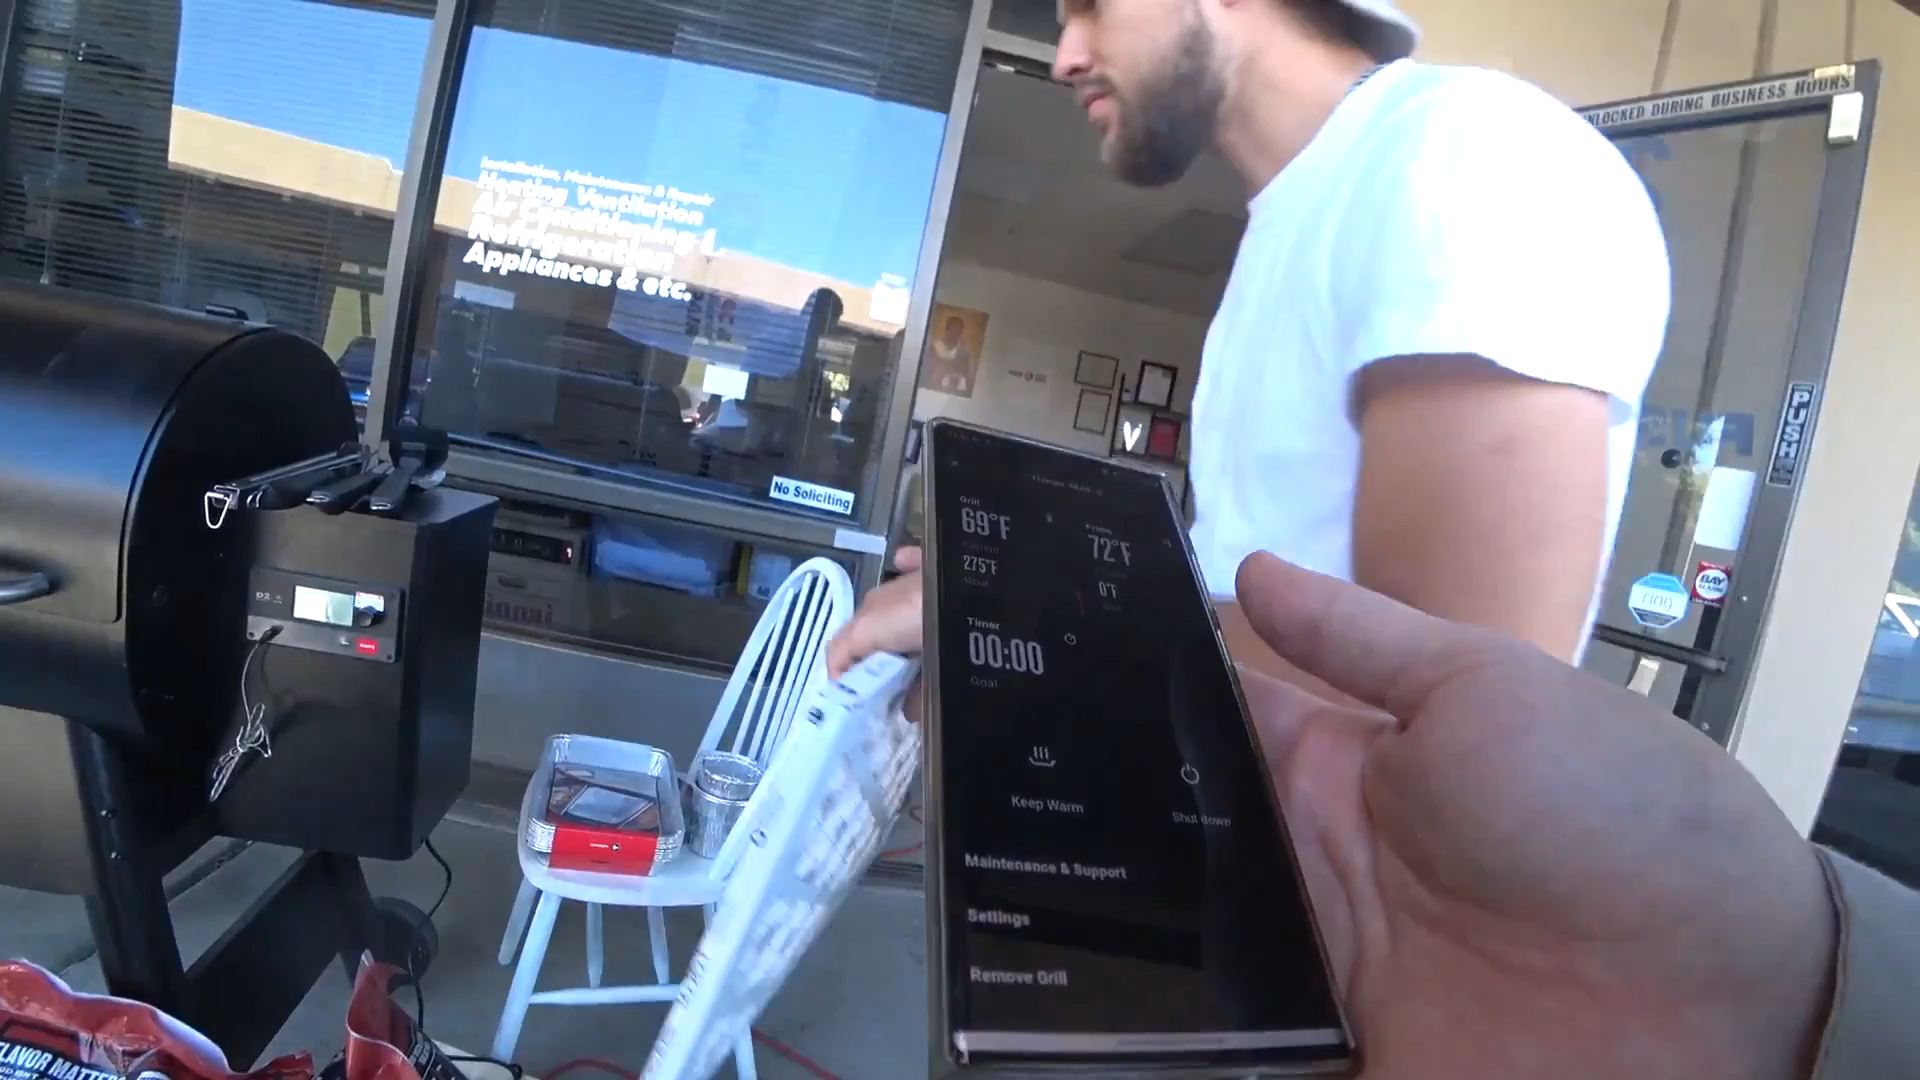 UNLOCKED DURING BUSINESS HOURS
Installation, Maintenance & Repair
Heating Ventilation
Air Conditioning
Refrigeration
Appliances & etc.
PUSH
No Soliciting
Grill
69°F
72°F
275°F
Goal
0°F
Timer
00:00
Goal
Keep Warm
Shut down
Maintenance & Support
Settings
Remove Grill
ring
BAY
D2
FLAVOR MATTERS